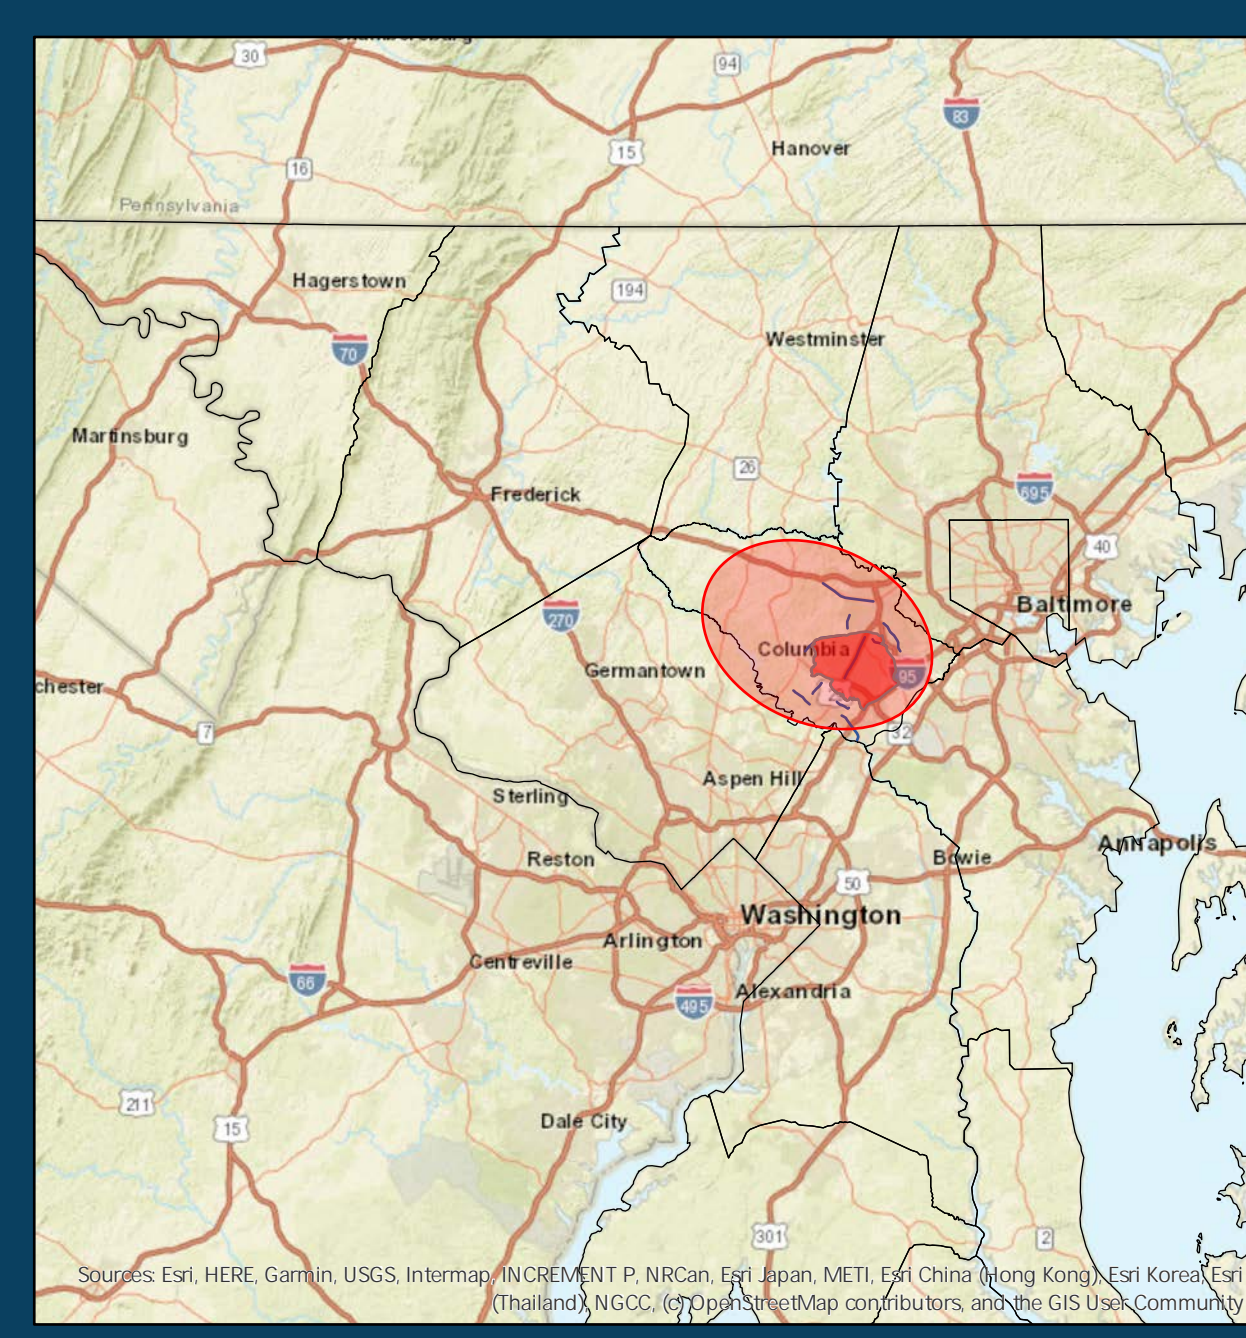 30
94
83
Hanover
15
16
Pennsylvania
Hagerstown
194
Westminster
70
Martinsburg
26
Frederick
695
40
Baltimore
270
Columbia
Germantown
95
chester
7
32
Aspen Hill
Sterling
Annapolis
Reston
Bowie
50
Washington
Arlington
Centreville
66
Alexandria
495
211
Dale City
15
301
2
Sources: Esri, HERE, Garmin, USGS, Intermap, INCREMENT P, NRCan, Esri Japan, METI, Esri China (Hong Kong), Esri Korea, Esri
(Thailand), NGCC, (c) OpenStreetMap contributors, and the GIS User Community